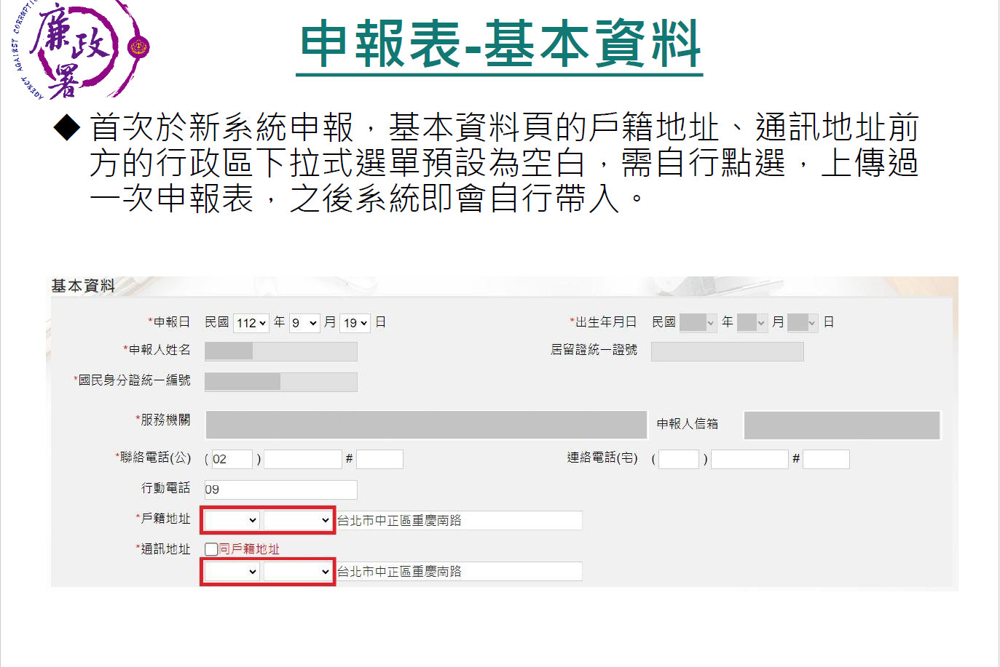 廉政署
AGENCY AGAINST CORRUPTION
申報表-基本資料
◆首次於新系統申報，基本資料頁的戶籍地址、通訊地址前
方的行政區下拉式選單預設為空白，需自行點選，上傳過
一次申報表，之後系統即會自行帶入。
基本資料
*申報日 民國 112 年 9 月 19 日 *出生年月日 民國 年 月 日
*申報人姓名 居留證統一證號
*國民身分證統一編號
*服務機關 申報人信箱
*聯絡電話(公) (02 ) # 連絡電話(宅) ( ) #
行動電話 09
*戶籍地址 台北市中正區重慶南路
*通訊地址 同戶籍地址
台北市中正區重慶南路